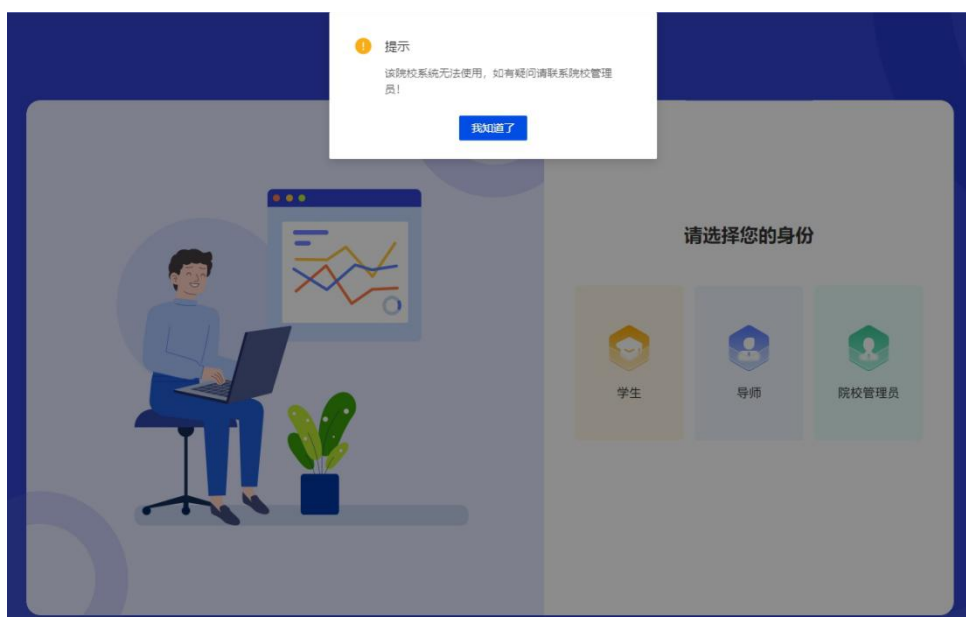 提示
该院校系统无法使用，如有疑问请联系院校管理
员！
我知道了
请选择您的身份
学生
导师
院校管理员